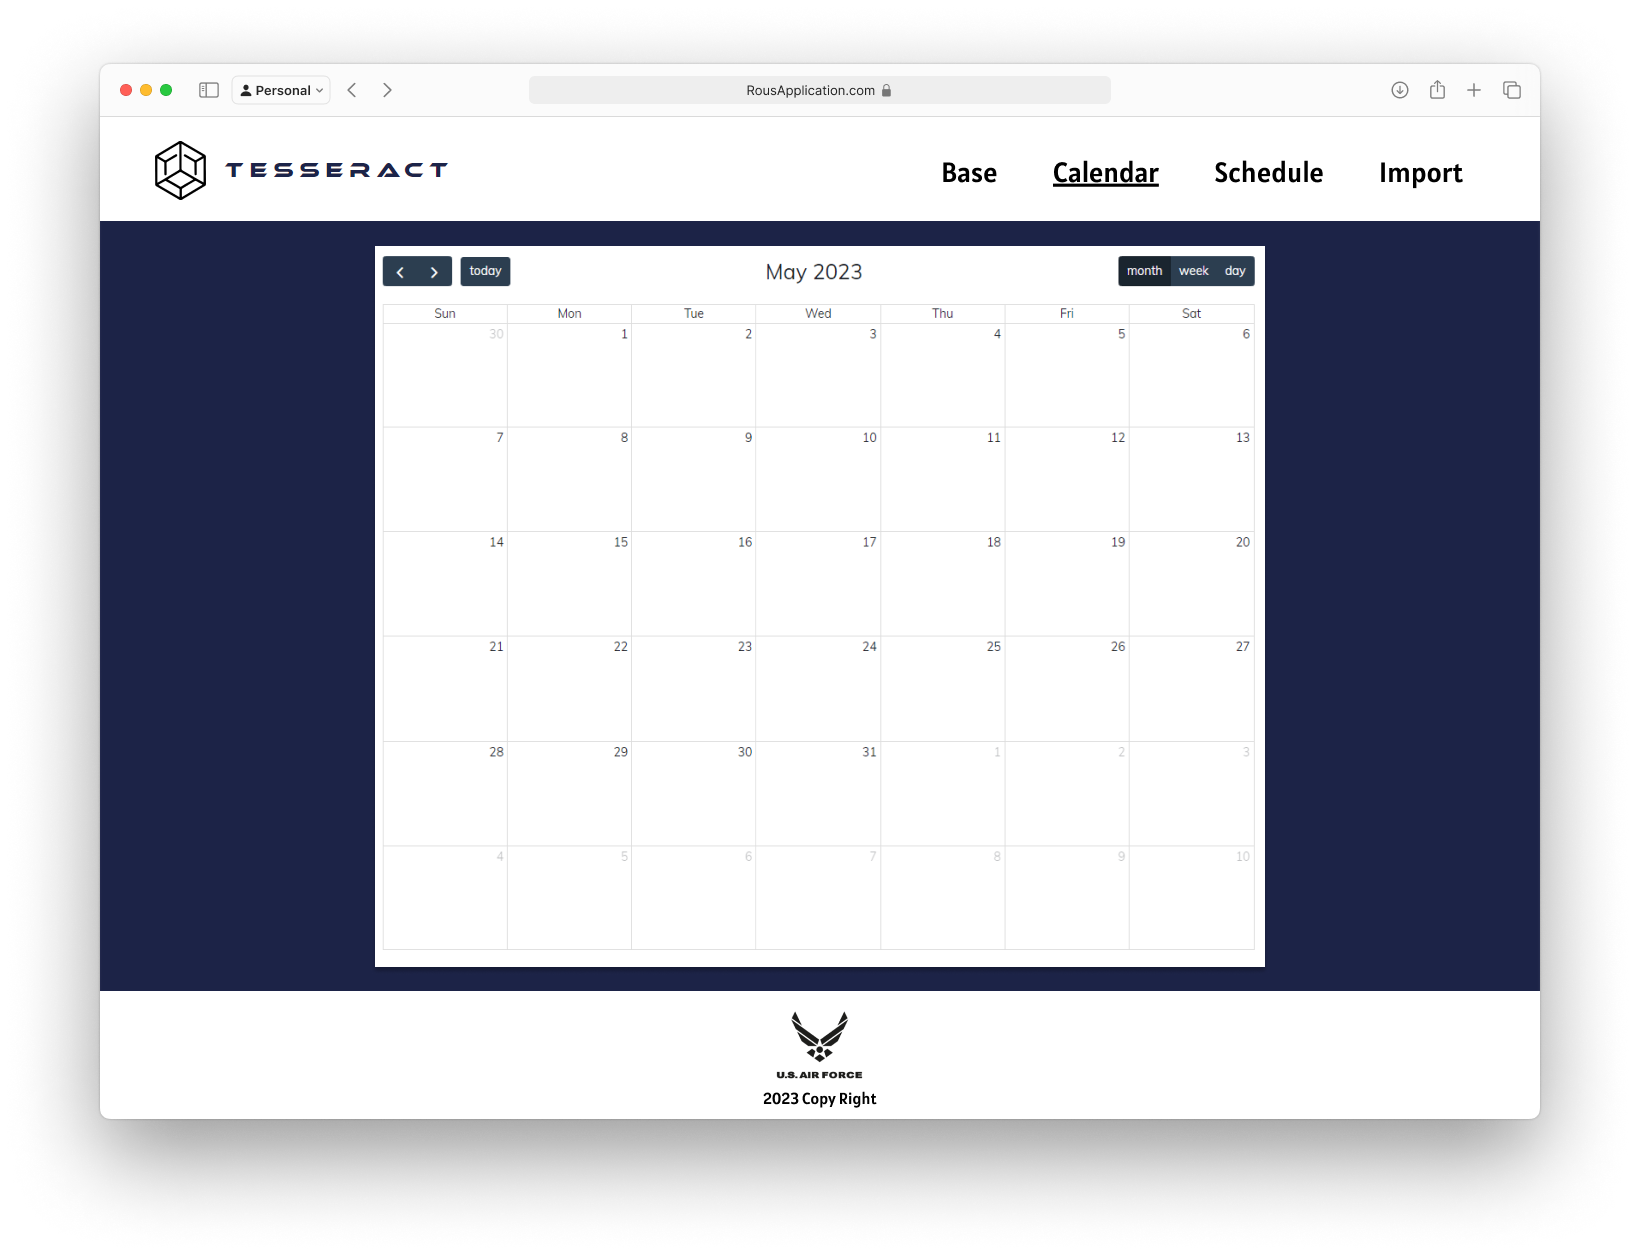 Personal
RousApplication.com
TESSERACT
Base Calendar Schedule Import
today
May 2023
month week day
Sun Mon Tue Wed Thu Fri Sat
30 1 2 3 4 5 6
7 8 9 10 11 12 13
14 15 16 17 18 19 20
21 22 23 24 25 26 27
28 29 30 31 1 2 3
4 5 6 7 8 9 10
U.S. AIR FORCE
2023 Copy Right